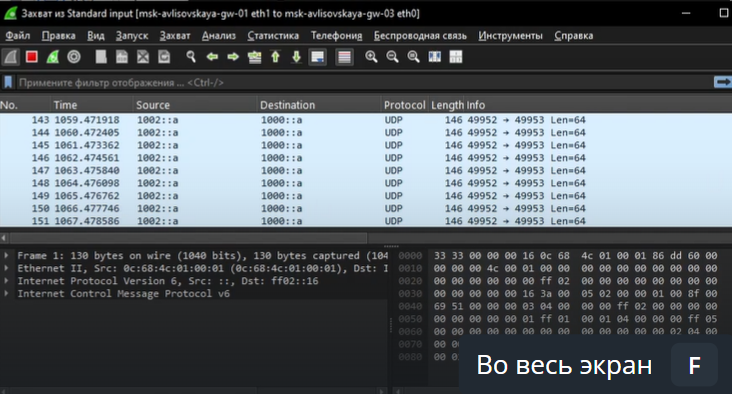 Захват из Standard input [msk-avlisovskaya-gw-01 eth1 to msk-avlisovskaya-gw-03 eth0]
Файл Правка Вид Запуск Захват Анализ Статистика Телефония Беспроводная связь Инструменты Справка
Примените фильтр отображения ... <Ctrl-/>
No. Time Source Destination Protocol Length Info
143 1059.471918 1002::a 1000::a UDP 146 49952 → 49953 Len=64
144 1060.472405 1002::a 1000::a UDP 146 49952 → 49953 Len=64
145 1061.473362 1002::a 1000::a UDP 146 49952 → 49953 Len=64
146 1062.474561 1002::a 1000::a UDP 146 49952 → 49953 Len=64
147 1063.475840 1002::a 1000::a UDP 146 49952 → 49953 Len=64
148 1064.476098 1002::a 1000::a UDP 146 49952 → 49953 Len=64
149 1065.476762 1002::a 1000::a UDP 146 49952 → 49953 Len=64
150 1066.477746 1002::a 1000::a UDP 146 49952 → 49953 Len=64
151 1067.478586 1002::a 1000::a UDP 146 49952 → 49953 Len=64
Frame 1: 130 bytes on wire (1040 bits), 130 bytes captured (104
Ethernet II, Src: 0c:68:4c:01:00:01 (0c:68:4c:01:00:01), Dst: I
Internet Protocol Version 6, Src: ::, Dst: ff02::16
Internet Control Message Protocol v6
0000 33 33 00 00 00 16 0c 68 4c 01 00 01 86 dd 60 00
0010 00 00 00 4c 00 01 00 00 00 00 00 00 00 00 00 00
0020 00 00 00 00 00 00 ff 02 00 00 00 00 00 00 00 00
0030 00 00 00 00 00 16 3a 00 05 02 00 00 01 00 8f 00
0040 69 51 00 00 00 03 04 00 00 00 ff 02 00 00 00 00
0050 00 00 00 00 00 01 ff 01 00 01 04 00 00 00 ff 05
0060 00 00 00 00 00 00 00 00 00 00 00 00 00 02 04 00
0070 00 00
0080 00
Во весь экран F